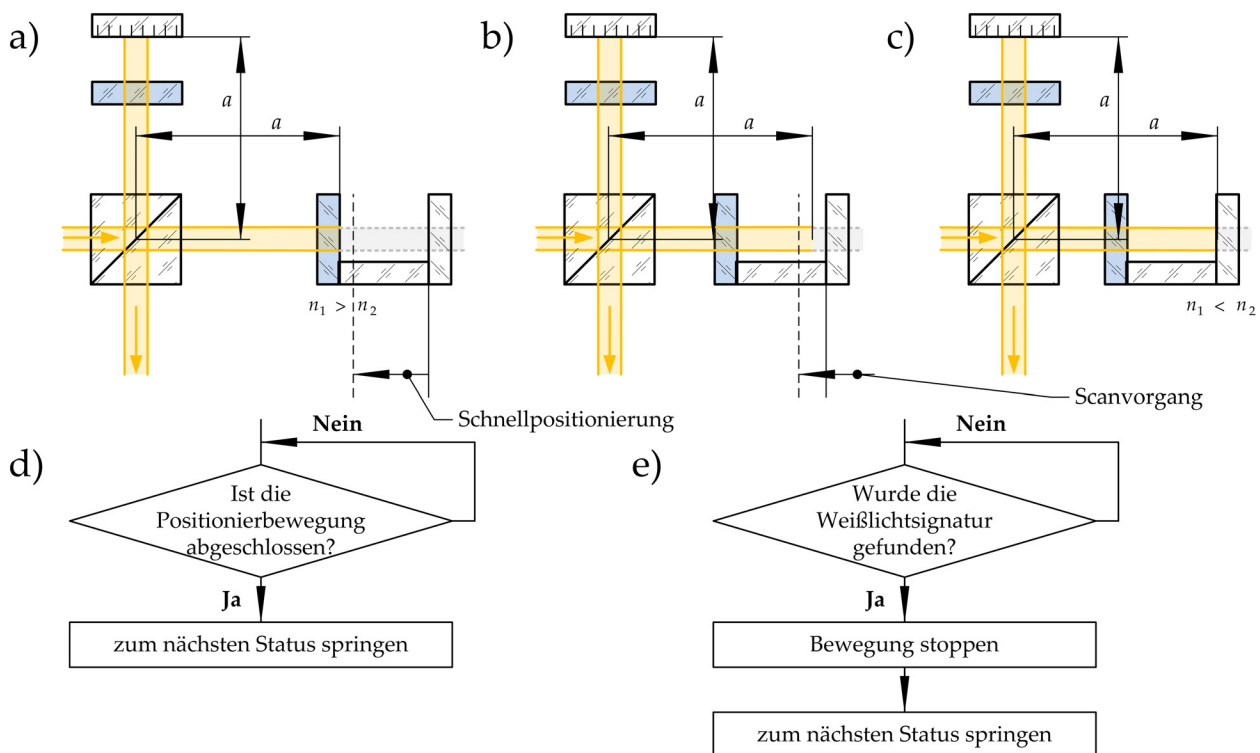 a)
a
a
n1 > n2
b)
a
a
c)
a
a
n1 < n2
Schnellpositionierung
Scanvorgang
d)
Nein
Ist die
Positionierbewegung
abgeschlossen?
Ja
zum nächsten Status springen
e)
Nein
Wurde die
Weißlichtsignatur
gefunden?
Ja
Bewegung stoppen
zum nächsten Status springen